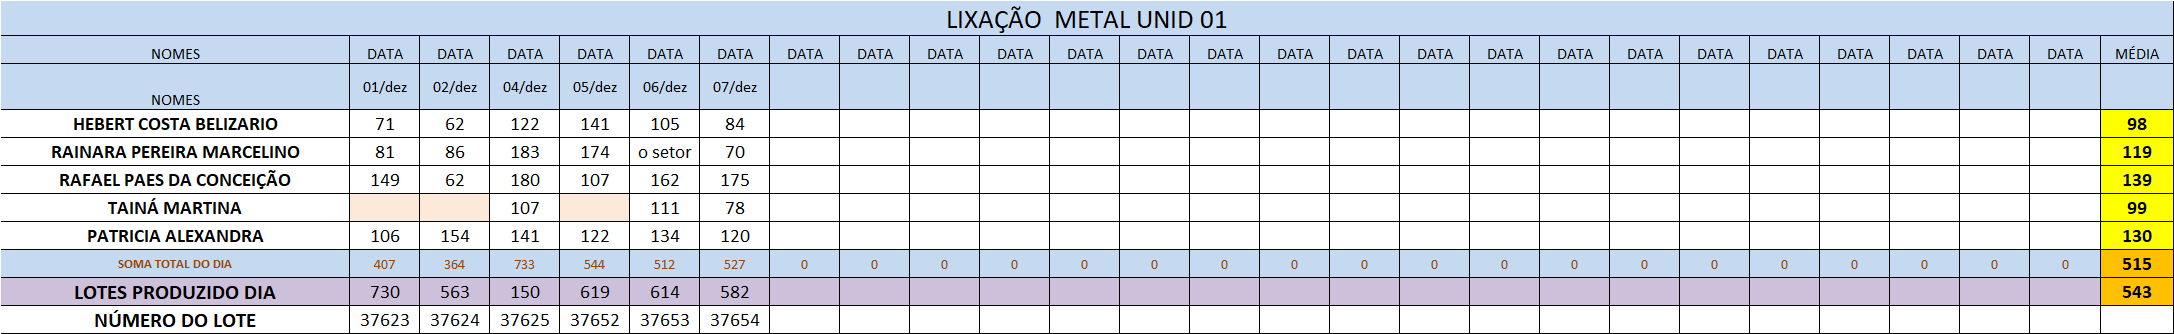 LIXAÇÃO  METAL UNID 01
NOMES DATA DATA DATA DATA DATA DATA DATA DATA DATA DATA DATA DATA DATA DATA DATA DATA DATA DATA DATA DATA DATA DATA DATA DATA DATA MÉDIA
NOMES 01/dez 02/dez 04/dez 05/dez 06/dez 07/dez
HEBERT COSTA BELIZARIO 71 62 122 141 105 84 98
RAINARA PEREIRA MARCELINO 81 86 183 174 o setor 70 119
RAFAEL PAES DA CONCEIÇÃO 149 62 180 107 162 175 139
TAINÁ MARTINA 107 111 78 99
PATRICIA ALEXANDRA 106 154 141 122 134 120 130
SOMA TOTAL DO DIA 407 364 733 544 512 527 0 0 0 0 0 0 0 0 0 0 0 0 0 0 0 0 0 0 0 515
LOTES PRODUZIDO DIA 730 563 150 619 614 582 543
NÚMERO DO LOTE 37623 37624 37625 37652 37653 37654